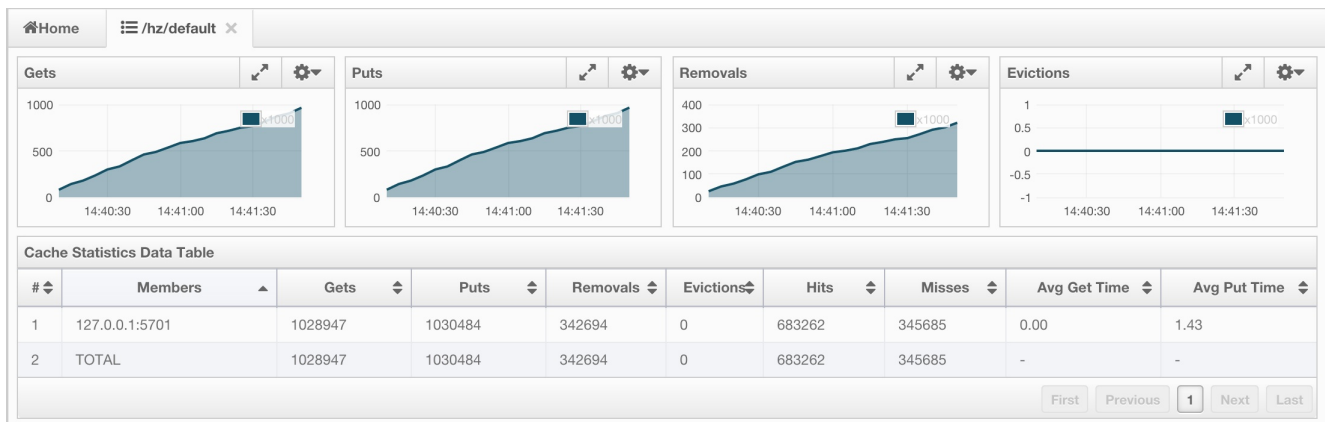 Home /hz/default
Gets Puts Removals Evictions
1000
500
0
x1000
14:40:30 14:41:00 14:41:30
1000
500
0
x1000
14:40:30 14:41:00 14:41:30
400
300
200
100
0
x1000
14:40:30 14:41:00 14:41:30
1
0.5
0
-0.5
-1
x1000
14:40:30 14:41:00 14:41:30
Cache Statistics Data Table
# Members Gets Puts Removals Evictions Hits Misses Avg Get Time Avg Put Time
1 127.0.0.1:5701 1028947 1030484 342694 0 683262 345685 0.00 1.43
2 TOTAL 1028947 1030484 342694 0 683262 345685 - -
First Previous 1 Next Last